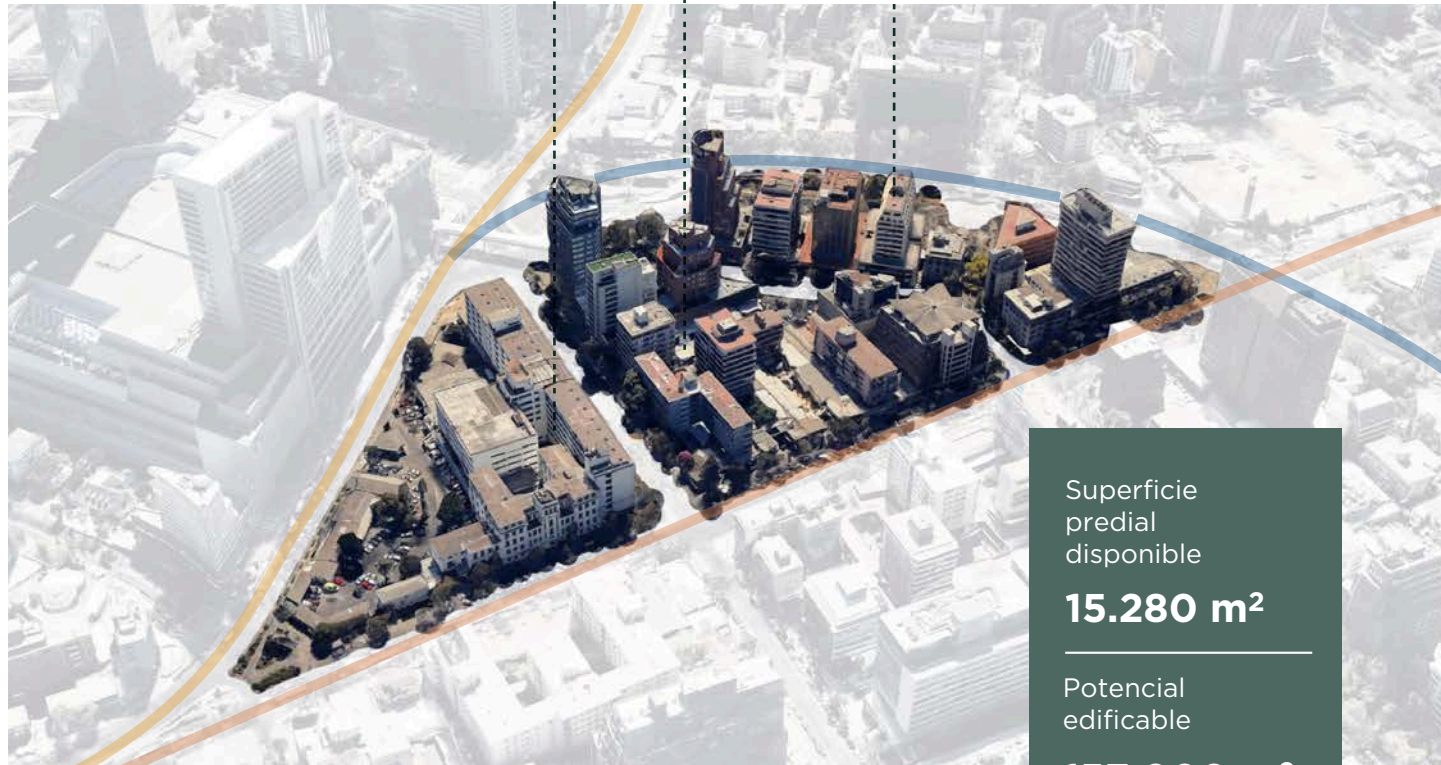 Superficie
predial
disponible
15.280 m²
Potencial
edificable